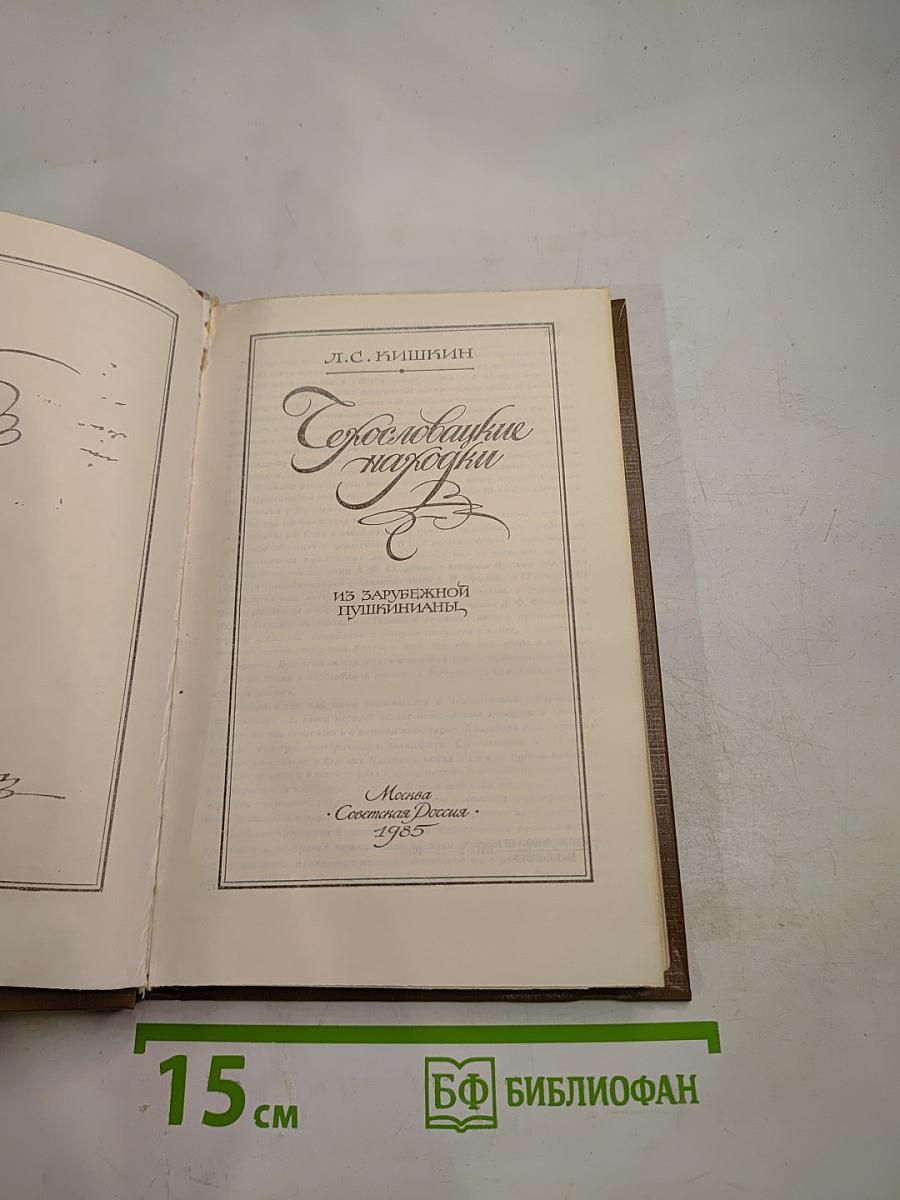 Л.С. КИШКИН
Чехословацкие
находки
ИЗ ЗАРУБЕЖНОЙ
ПУШКИНИАНЫ
Москва
·Советская Россия·
1985
15 см
БФ БИБЛИОФАН